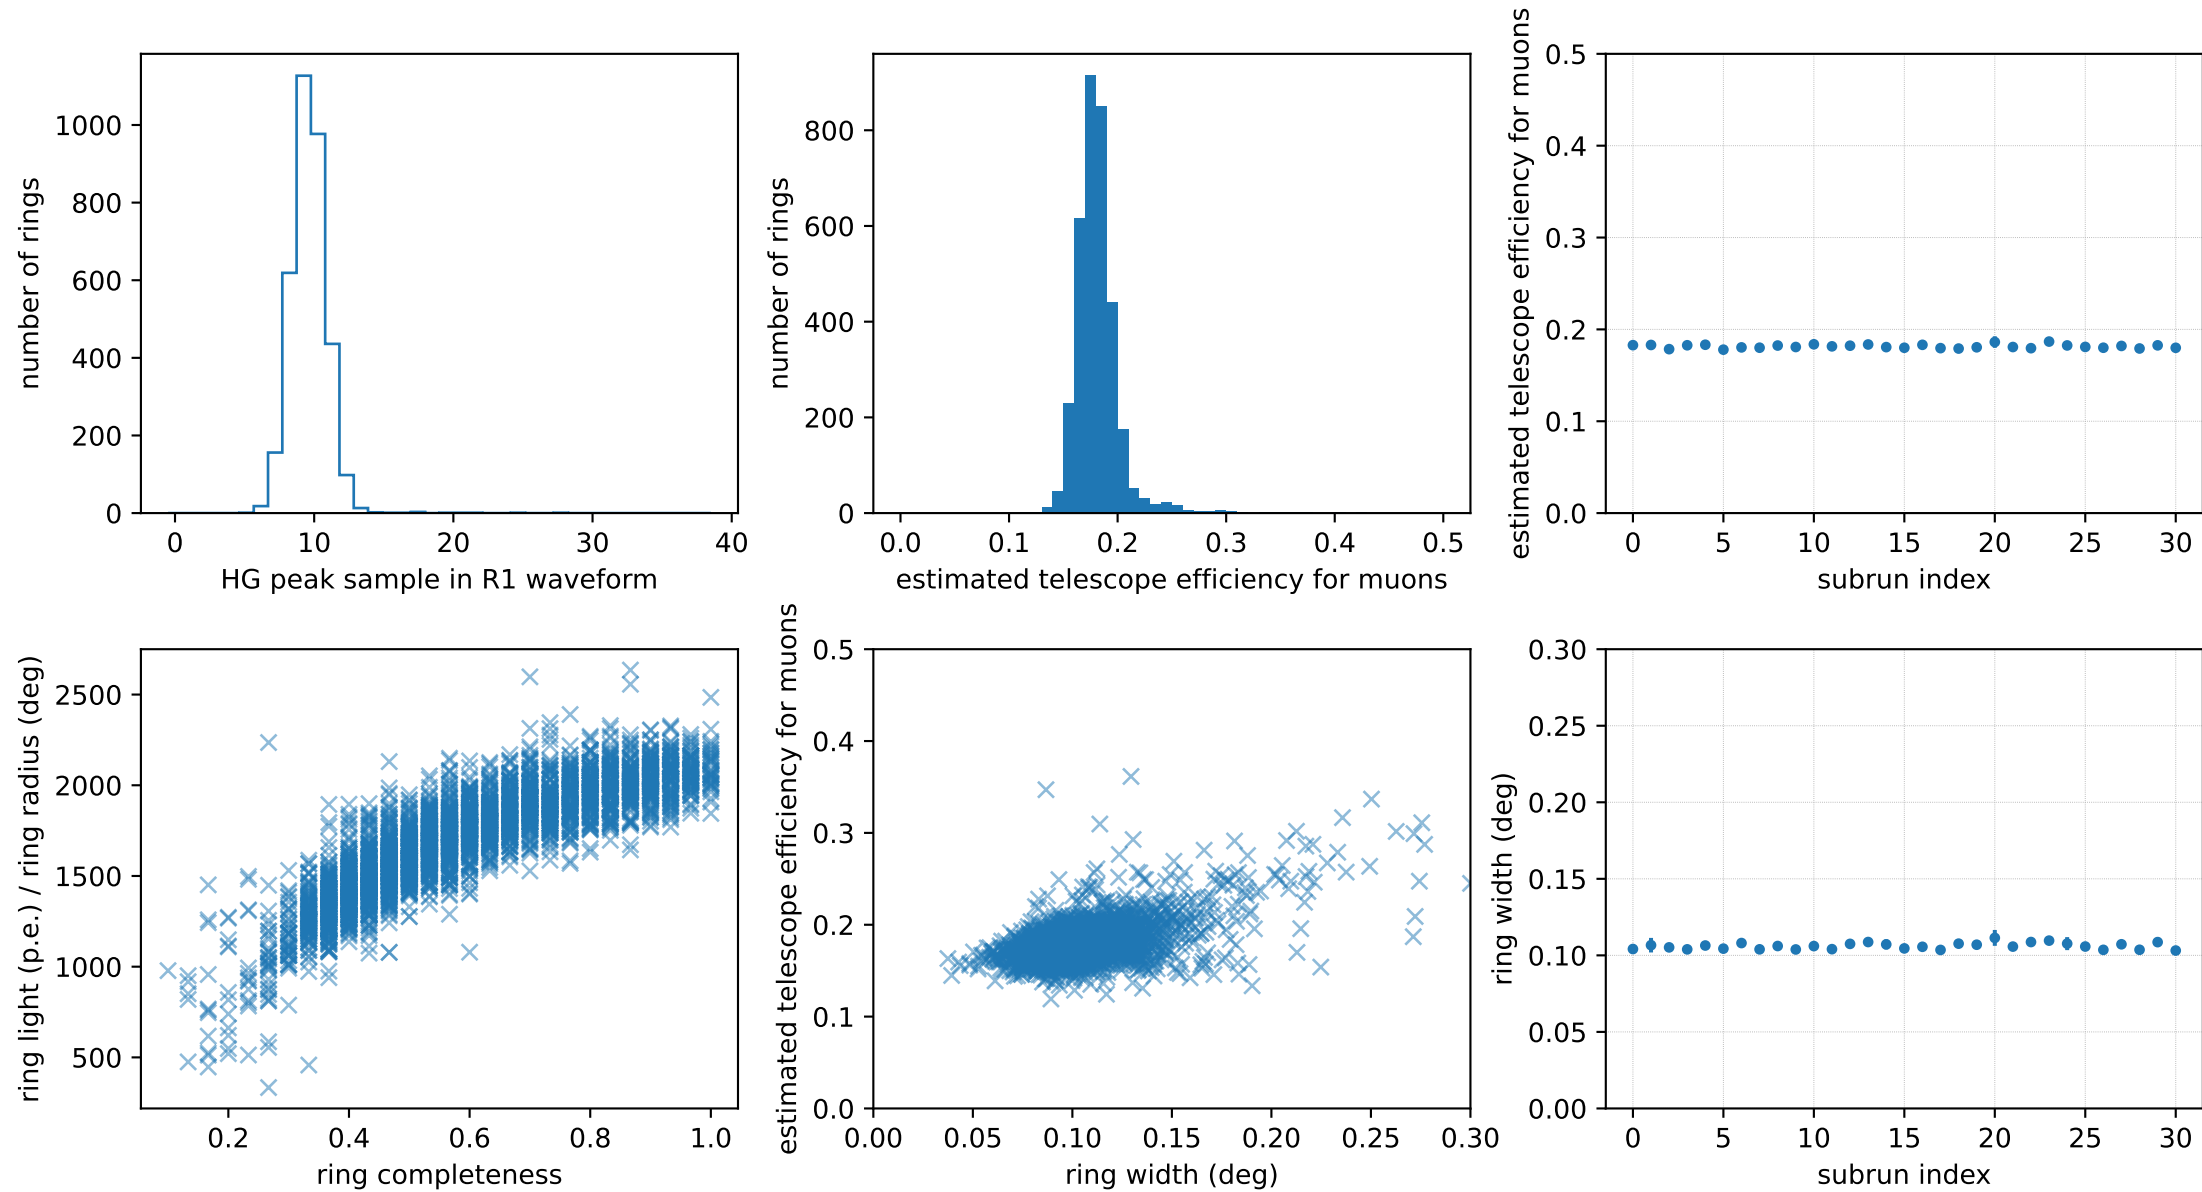 1000
800
600
400
200
0
number of rings
0 10 20 30 40
HG peak sample in R1 waveform
800
600
400
200
0
number of rings
0.0 0.1 0.2 0.3 0.4 0.5
estimated telescope efficiency for muons
0.5
0.4
0.3
0.2
0.1
0.0
estimated telescope efficiency for muons
0 5 10 15 20 25 30
subrun index
2500
2000
1500
1000
500
ring light (p.e.) / ring radius (deg)
0.2 0.4 0.6 0.8 1.0
ring completeness
0.5
0.4
0.3
0.2
0.1
0.0
estimated telescope efficiency for muons
0.00 0.05 0.10 0.15 0.20 0.25 0.30
ring width (deg)
0.30
0.25
0.20
0.15
0.10
0.05
0.00
ring width (deg)
0 5 10 15 20 25 30
subrun index